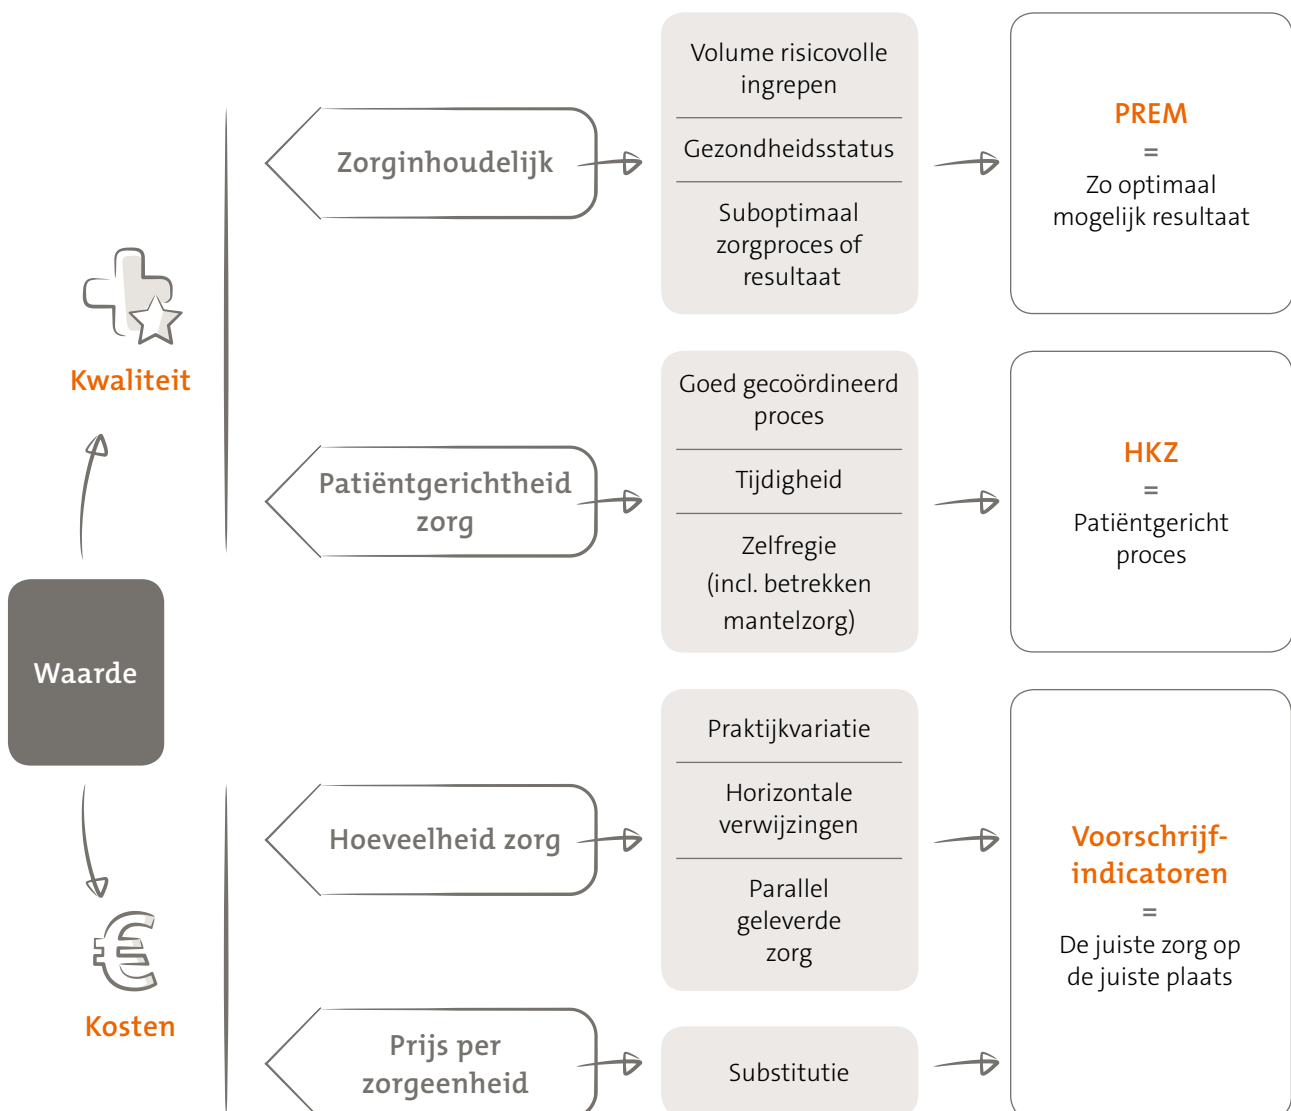 Waarde
Kwaliteit
Zorginhoudelijk
Volume risicovolle
ingrepen
Gezondheidsstatus
Suboptimaal
zorgproces of
resultaat
PREM
=
Zo optimaal
mogelijk resultaat
Patiëntgerichtheid
zorg
Goed gecoördineerd
proces
Tijdigheid
Zelfregie
(incl. betrekken
mantelzorg)
HKZ
=
Patiëntgericht
proces
€
Kosten
Hoeveelheid zorg
Praktijkvariatie
Horizontale
verwijzingen
Parallel
geleverde
zorg
Voorschrijf-
indicatoren
=
De juiste zorg op
de juiste plaats
Prijs per
zorgeenheid
Substitutie